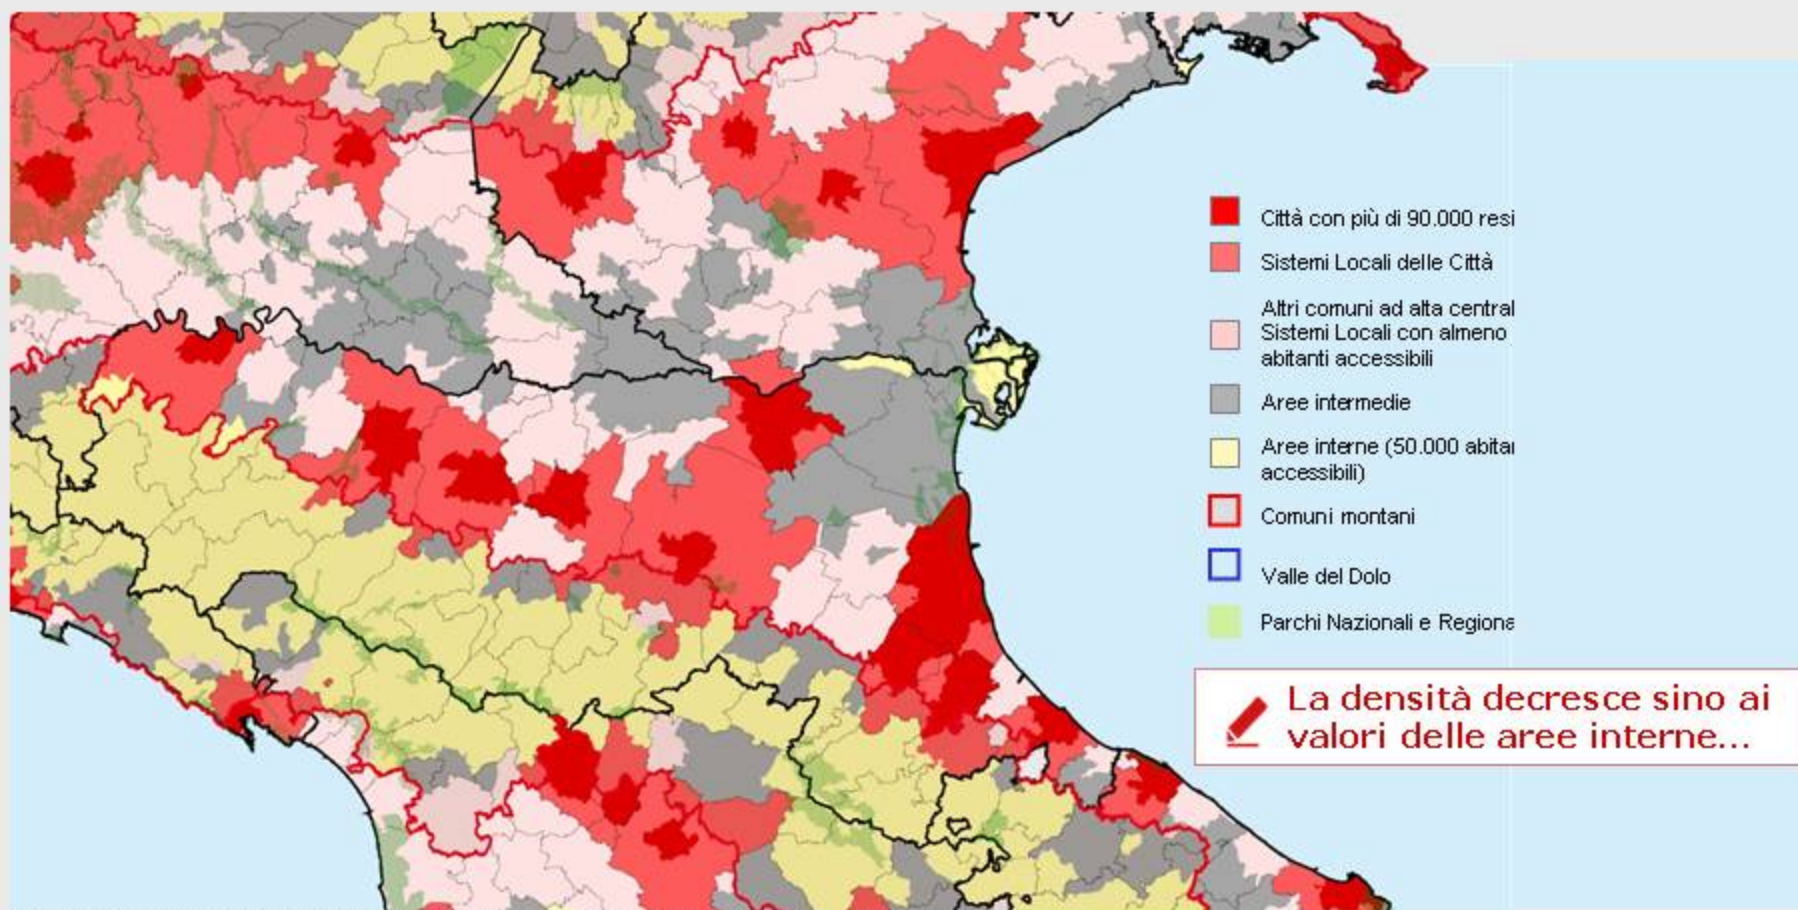 Città con più di 90.000 resi
Sistemi Locali delle Città
Altri comuni ad alta central
Sistemi Locali con almeno
abitanti accessibili
Aree intermedie
Aree interne (50.000 abitar
accessibili)
Comuni montani
Valle del Dolo
Parchi Nazionali e Regiona
La densità decresce sino ai
valori delle aree interne...